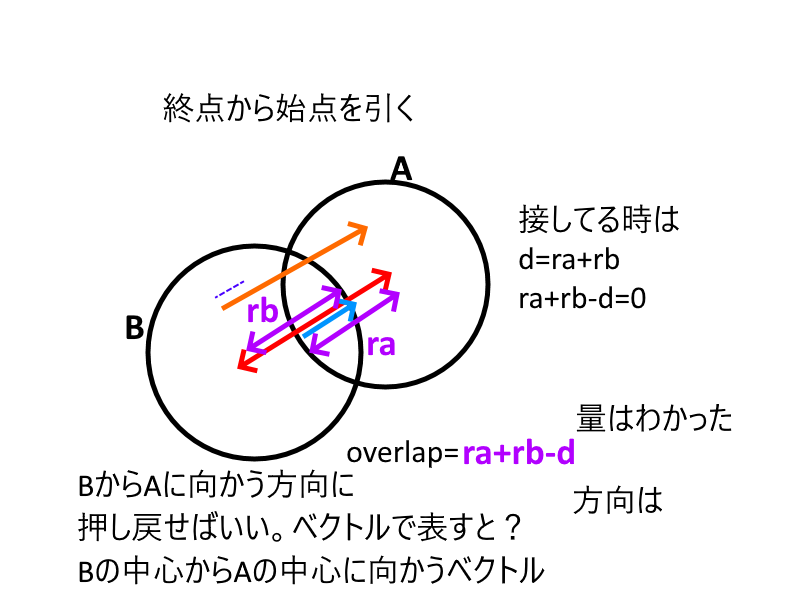 終点から始点を引く
A
接してる時は
d=ra+rb
ra+rb-d=0
B
rb
ra
量はわかった
overlap=ra+rb-d
方向は
BからAに向かう方向に
押し戻せばいい。ベクトルで表すと？
Bの中心からAの中心に向かうベクトル